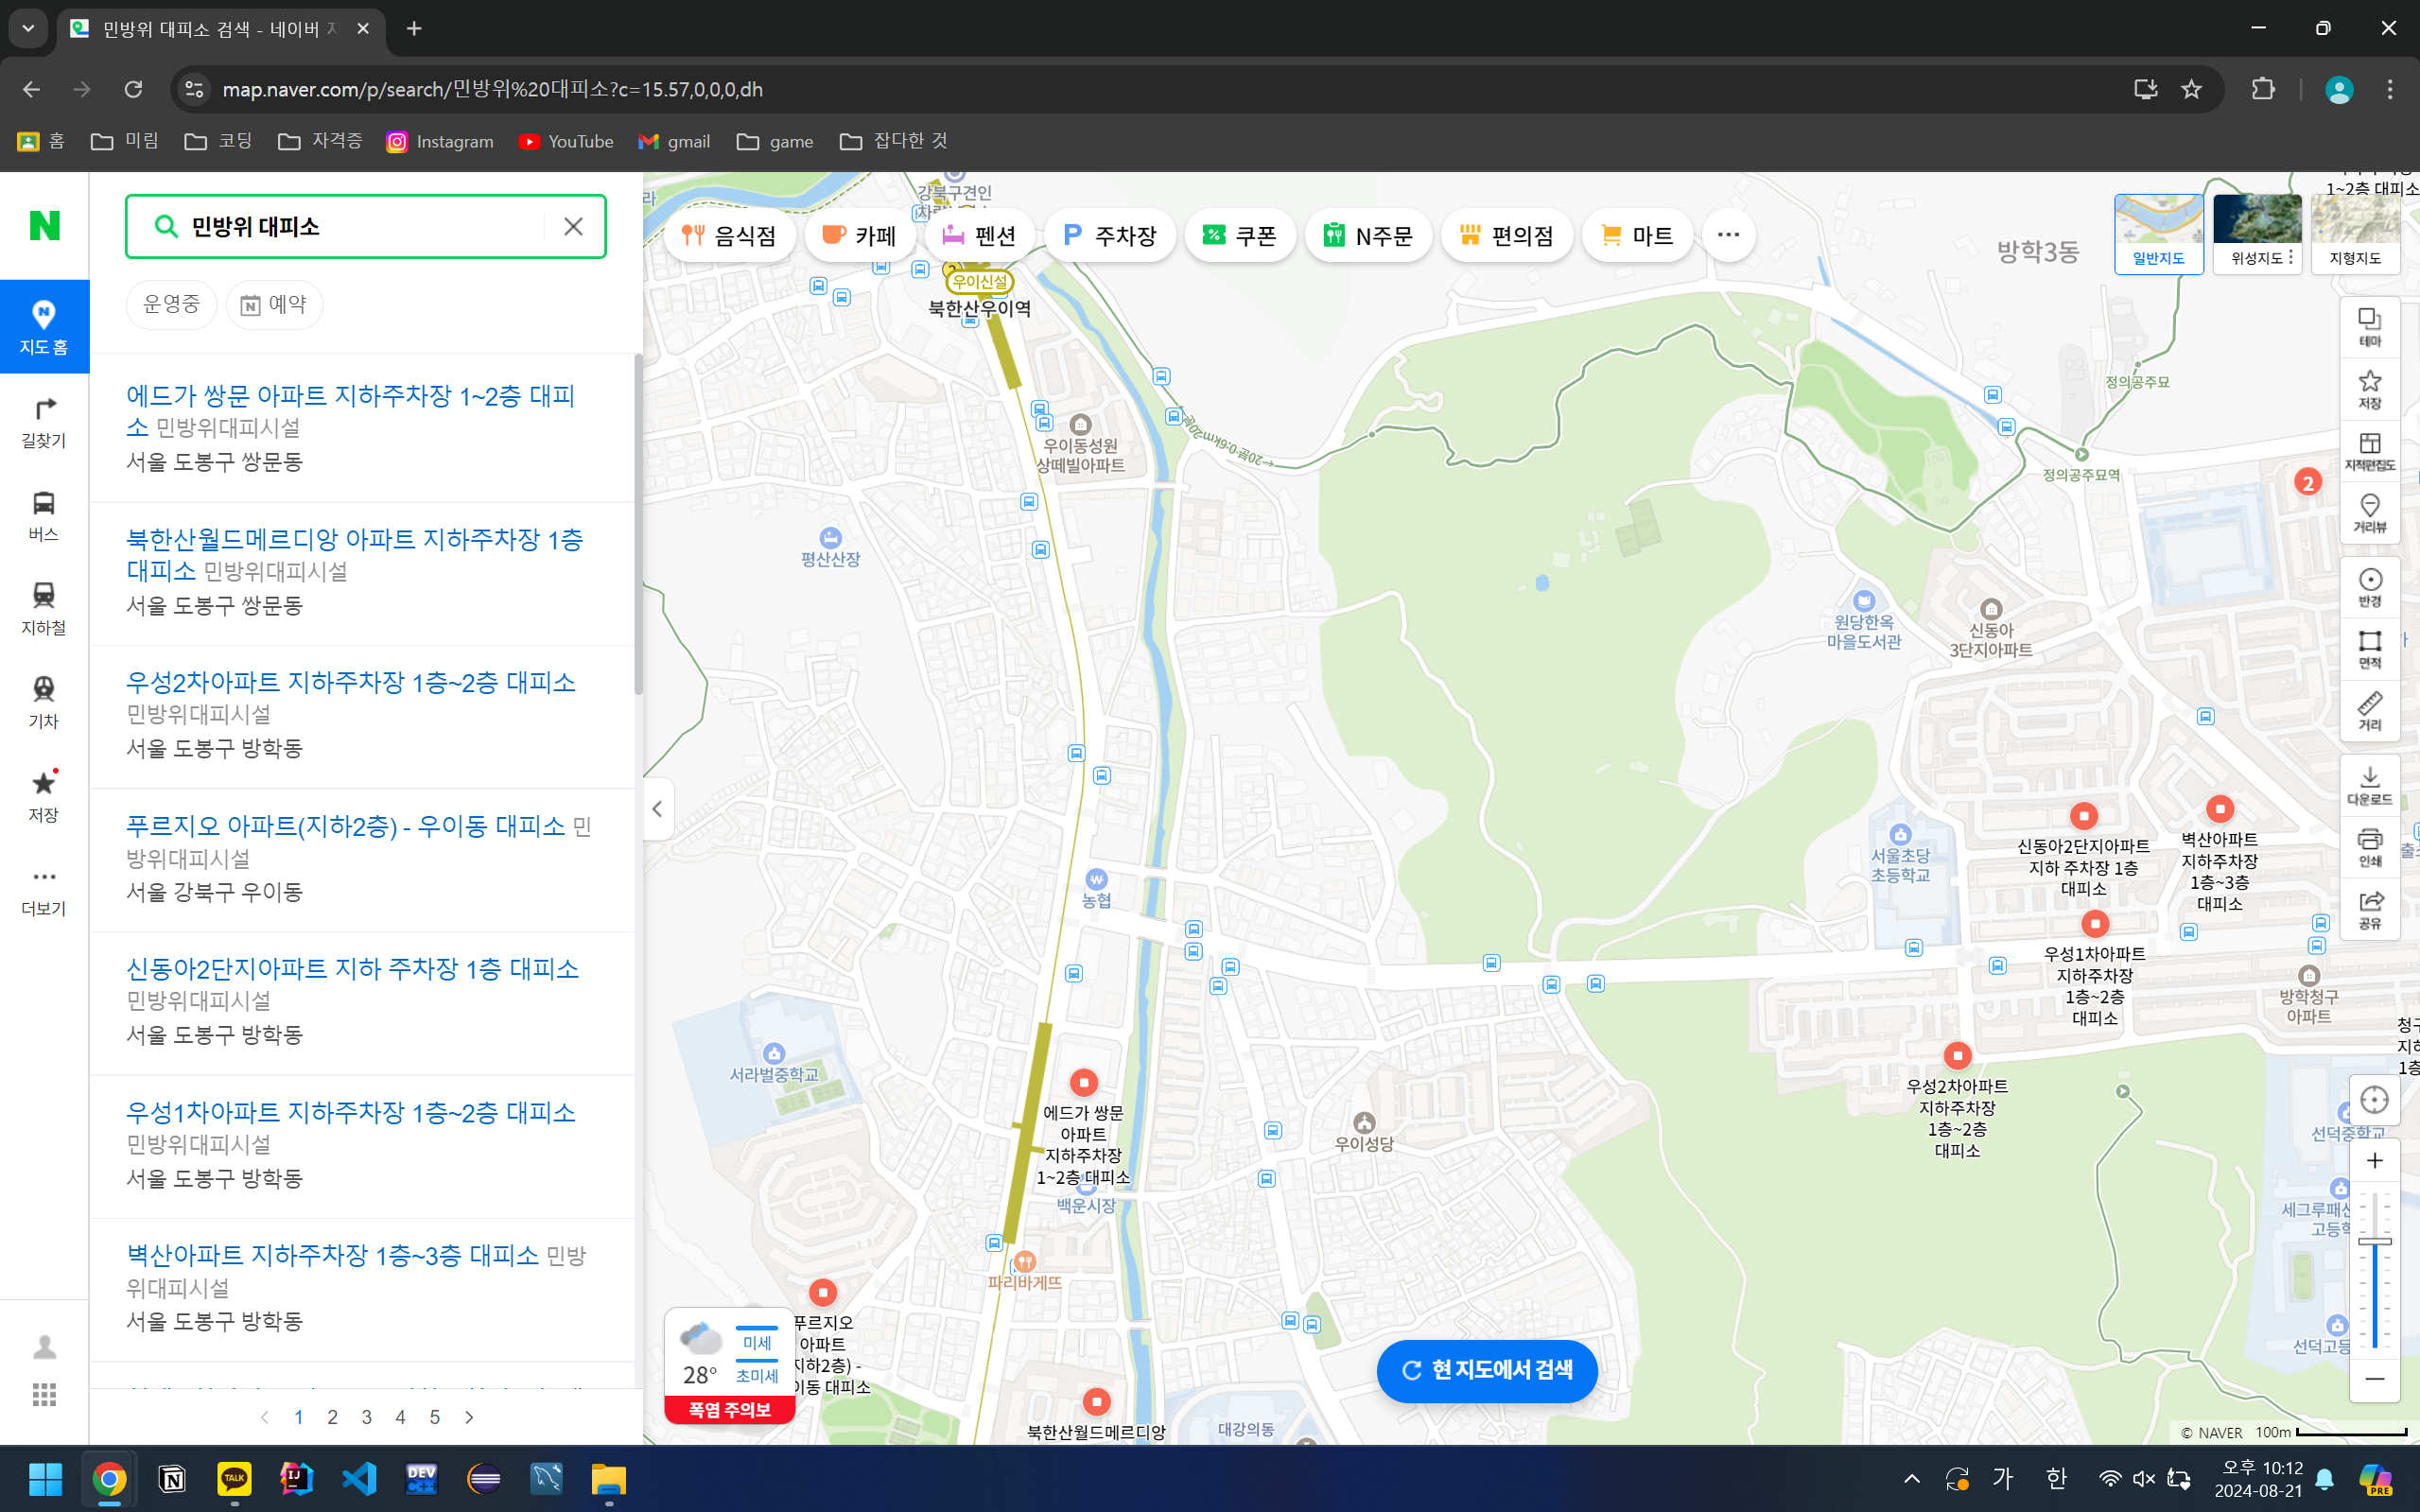 민방위 대피소 검색 - 네이버 지
map.naver.com/p/search/민방위%20대피소?c=15.57,0,0,0,dh
홈
미림
코딩
자격증
Instagram
YouTube
gmail
game
잡다한 것
민방위 대피소
운영중
예약
지도 홈
길찾기
버스
지하철
기차
저장
더보기
에드가 쌍문 아파트 지하주차장 1~2층 대피
소 민방위대피시설
서울 도봉구 쌍문동
북한산월드메르디앙 아파트 지하주차장 1층
대피소 민방위대피시설
서울 도봉구 쌍문동
우성2차아파트 지하주차장 1층~2층 대피소
민방위대피시설
서울 도봉구 방학동
푸르지오 아파트(지하2층) - 우이동 대피소 민
방위대피시설
서울 강북구 우이동
신동아2단지아파트 지하 주차장 1층 대피소
민방위대피시설
서울 도봉구 방학동
우성1차아파트 지하주차장 1층~2층 대피소
민방위대피시설
서울 도봉구 방학동
벽산아파트 지하주차장 1층~3층 대피소 민방
위대피시설
서울 도봉구 방학동
1 2 3 4 5
음식점
카페
펜션
주차장
쿠폰
N주문
편의점
마트
강북구견인
우이신설
북한산우이역
우이동성원
상떼빌아파트
←20분·0.6km20분→
평산산장
농협
서라벌중학교
에드가 쌍문
아파트
지하주차장
1~2층 대피소
백운시장
파리바게뜨
푸르지오
아파트
지하2층) -
이동 대피소
북한산월드메르디앙
우이성당
대강의동
방학3동
1~2층 대피소
정의공주묘
정의공주묘역
2
원당한옥
마을도서관
신동아
3단지아파트
서울초당
초등학교
신동아2단지아파트
지하 주차장 1층
대피소
벽산아파트
지하주차장
1층~3층
대피소
우성1차아파트
지하주차장
1층~2층
대피소
방학청구
아파트
우성2차아파트
지하주차장
1층~2층
대피소
선덕중학교
고등학
선덕고등
일반지도
위성지도
지형지도
테마
저장
지적편집도
거리뷰
반경
면적
거리
다운로드
인쇄
공유
28°
미세
초미세
폭염 주의보
현 지도에서 검색
© NAVER 100m
가
한
오후 10:12
2024-08-21